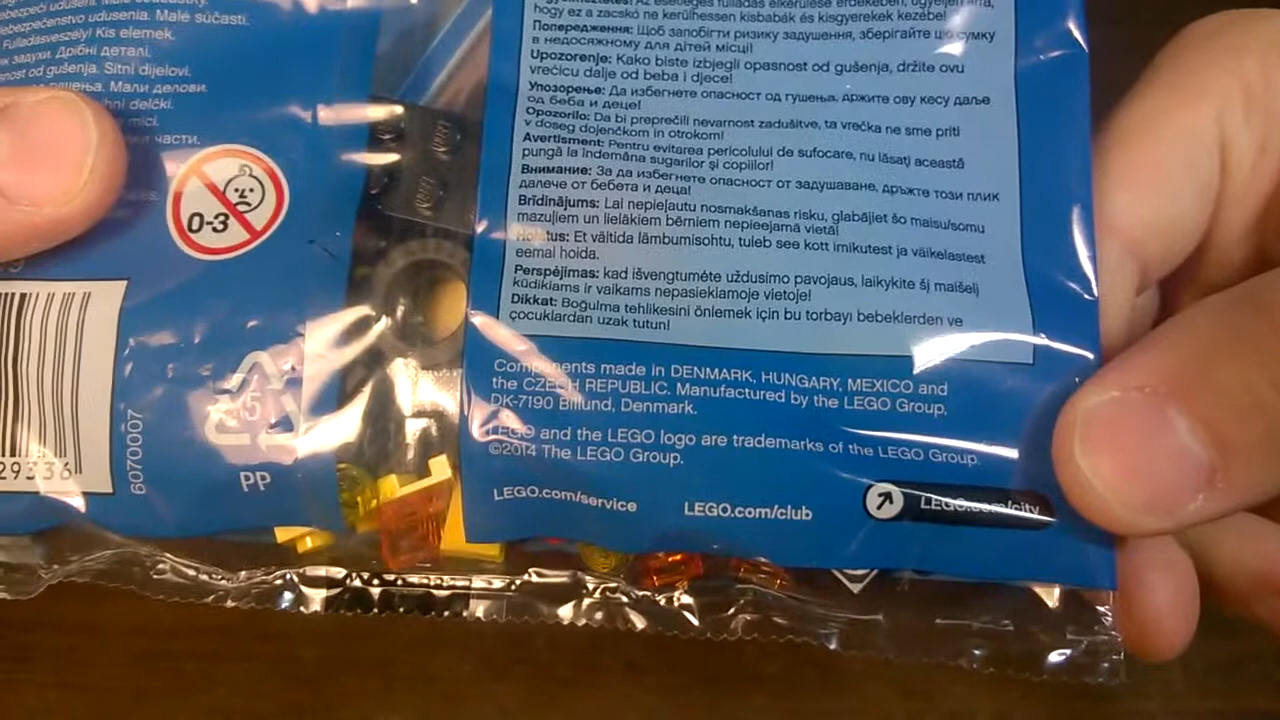 nebezpečenstvo udusenia. Malé súčasti.
Fulladásveszély! Kis elemek.
задухи. Дрібні деталі.
od gušenja. Sitni dijelovi.
Мали делови.
delčki.
части.
0-3
29336
6070007
5
PP
hogy ez a zacskó ne kerülhessen kisbabák és kisgyerekek kezébe!
Попередження: Щоб запобігти ризику задушення, зберігайте цю сумку
в недосяжному для дітей місці!
Upozorenje: Kako biste izbjegli opasnost od gušenja, držite ovu
vrećicu dalje od beba i djece!
Упозорење: Да избегнете опасност од гушења, држите ову кесу даље
од беба и деце!
Opozorilo: Da bi preprečili nevarnost zadušitve, ta vrečka ne sme priti
v doseg dojenčkom in otrokom!
Avertisment: Pentru evitarea pericolului de sufocare, nu lăsaţi această
pungă la îndemâna sugarilor şi copiilor!
Внимание: За да избегнете опасност от задушаване, дръжте този плик
далече от бебета и деца!
Brīdinājums: Lai nepieļautu nosmakšanas risku, glabājiet šo maisu/somu
mazuļiem un lielākiem bērniem nepieejamā vietā!
Et vältida lämbumisohtu, tuleb see kott imikutest ja väikelastest
eemal hoida.
Perspėjimas: kad išvengtumėte uždusimo pavojaus, laikykite šį maišelį
kūdikiams ir vaikams nepasiekiamoje vietoje!
Dikkat: Boğulma tehlikesini önlemek için bu torbayı bebeklerden ve
çocuklardan uzak tutun!
Components made in DENMARK, HUNGARY, MEXICO and
the CZECH REPUBLIC. Manufactured by the LEGO Group,
DK-7190 Billund, Denmark.
LEGO and the LEGO logo are trademarks of the LEGO Group.
©2014 The LEGO Group.
LEGO.com/service
LEGO.com/club
LEGO.com/city